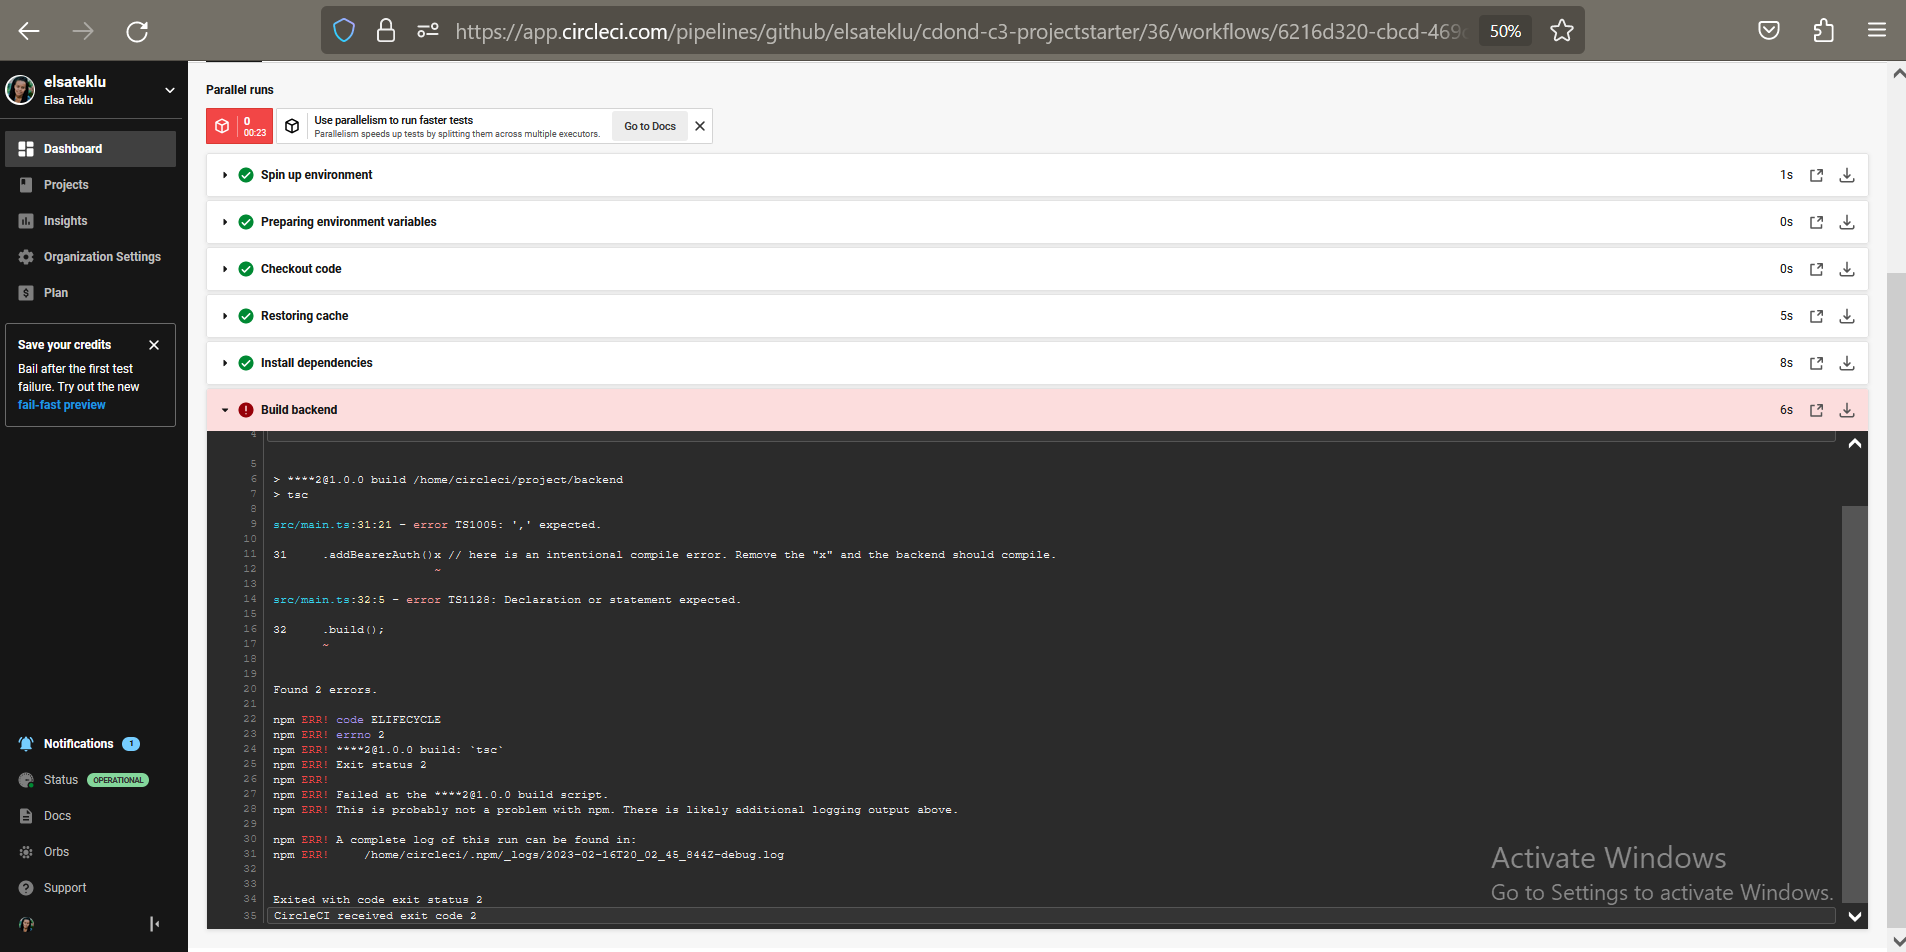 https://app.circleci.com/pipelines/github/elsateklu/cdond-c3-projectstarter/36/workflows/6216d320-cbcd-469
50%
elsateklu
Elsa Teklu
Dashboard
Projects
Insights
Organization Settings
Plan
Save your credits
Bail after the first test
failure. Try out the new
fail-fast preview
Notifications 1
Status OPERATIONAL
Docs
Orbs
Support
Parallel runs
0
00:23
Use parallelism to run faster tests
Parallelism speeds up tests by splitting them across multiple executors.
Go to Docs
Spin up environment 1s
Preparing environment variables 0s
Checkout code 0s
Restoring cache 5s
Install dependencies 8s
Build backend 6s
4
5
6 > ****2@1.0.0 build /home/circleci/project/backend
7 > tsc
8
9 src/main.ts:31:21 - error TS1005: ',' expected.
10
11 31 .addBearerAuth()x // here is an intentional compile error. Remove the "x" and the backend should compile.
12 ~
13
14 src/main.ts:32:5 - error TS1128: Declaration or statement expected.
15
16 32 .build();
17 ~
18
19
20 Found 2 errors.
21
22 npm ERR! code ELIFECYCLE
23 npm ERR! errno 2
24 npm ERR! ****2@1.0.0 build: `tsc`
25 npm ERR! Exit status 2
26 npm ERR!
27 npm ERR! Failed at the ****2@1.0.0 build script.
28 npm ERR! This is probably not a problem with npm. There is likely additional logging output above.
29
30 npm ERR! A complete log of this run can be found in:
31 npm ERR! /home/circleci/.npm/_logs/2023-02-16T20_02_45_844Z-debug.log
32
33
34 Exited with code exit status 2
35 CircleCI received exit code 2
Activate Windows
Go to Settings to activate Windows.